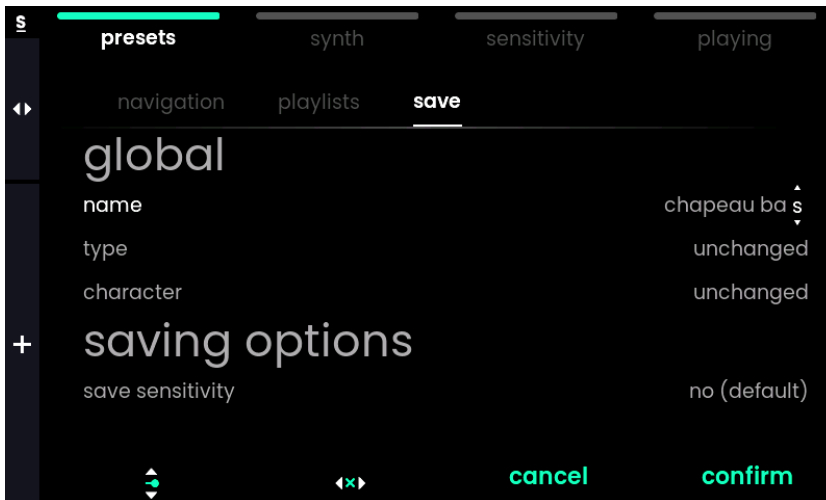 s
presets synth sensitivity playing
navigation playlists save
global
name chapeau ba s
type unchanged
character unchanged
saving options
save sensitivity no (default)
cancel confirm